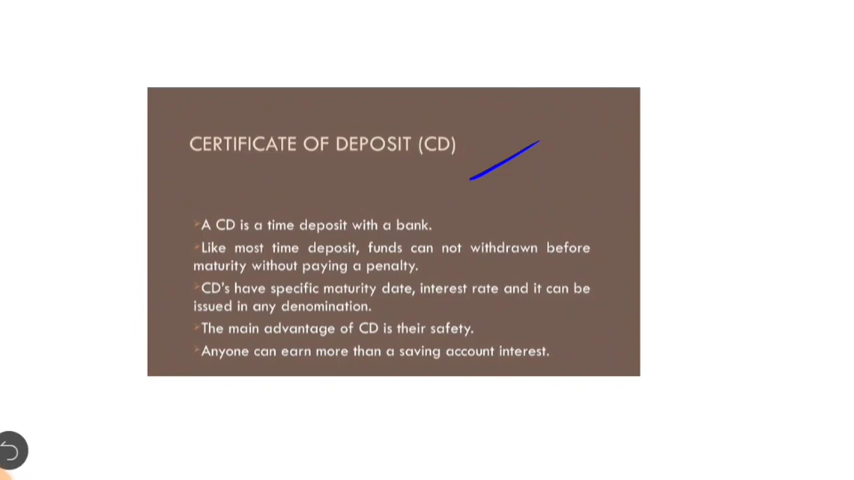 CERTIFICATE OF DEPOSIT (CD)
A CD is a time deposit with a bank.
Like most time deposit, funds can not withdrawn before
maturity without paying a penalty.
CD's have specific maturity date, interest rate and it can be
issued in any denomination.
The main advantage of CD is their safety.
Anyone can earn more than a saving account interest.